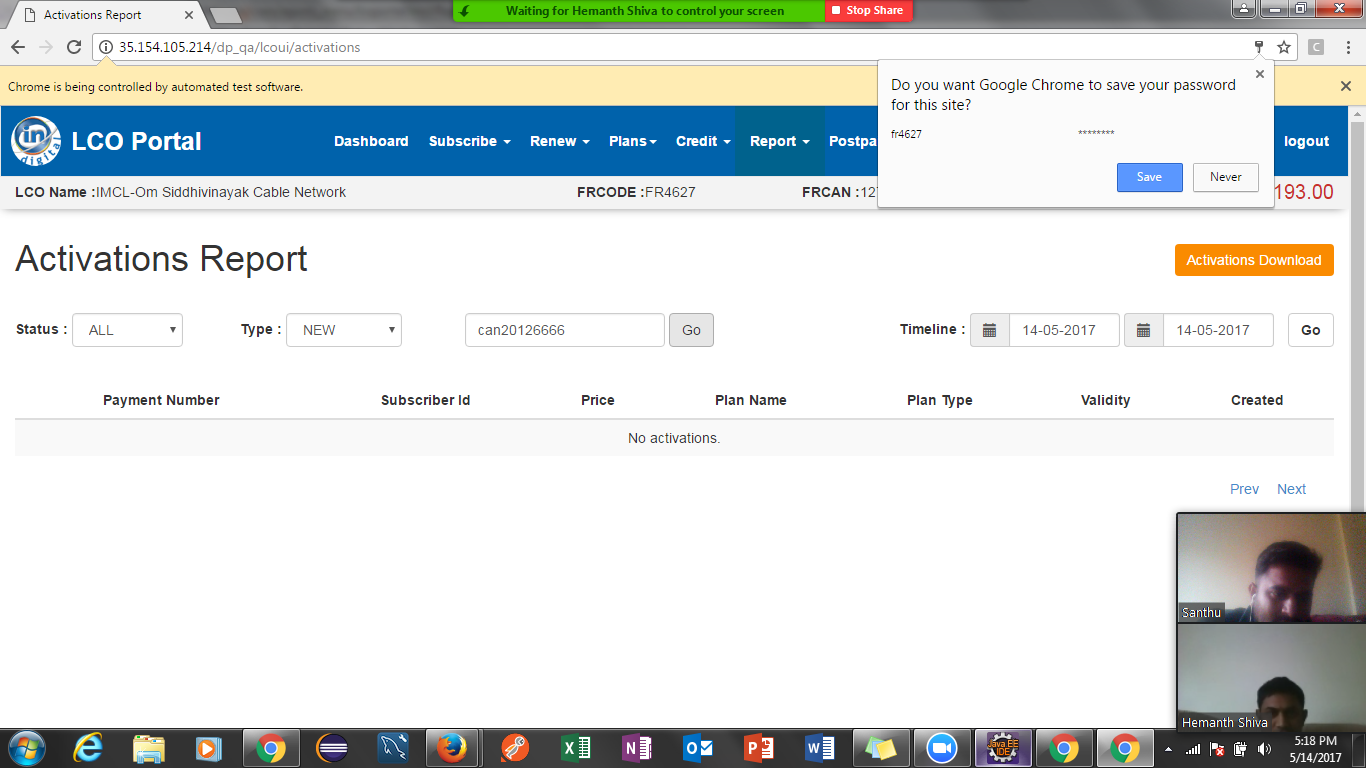 Activations Report
Waiting for Hemanth Shiva to control your screen
Stop Share
35.154.105.214/dp_qa/lcoui/activations
C
Chrome is being controlled by automated test software.
Do you want Google Chrome to save your password
for this site?
fr4627 ********
Save Never
in
digital
LCO Portal
Dashboard Subscribe Renew Plans Credit Report Postpa
logout
LCO Name :IMCL-Om Siddhivinayak Cable Network FRCODE :FR4627 FRCAN :127 193.00
Activations Report
Activations Download
Status : ALL Type : NEW can20126666 Go Timeline : 14-05-2017 14-05-2017 Go
Payment Number Subscriber Id Price Plan Name Plan Type Validity Created
No activations.
Prev Next
Santhu
Hemanth Shiva
Java EE
IDE
5:18 PM
5/14/2017